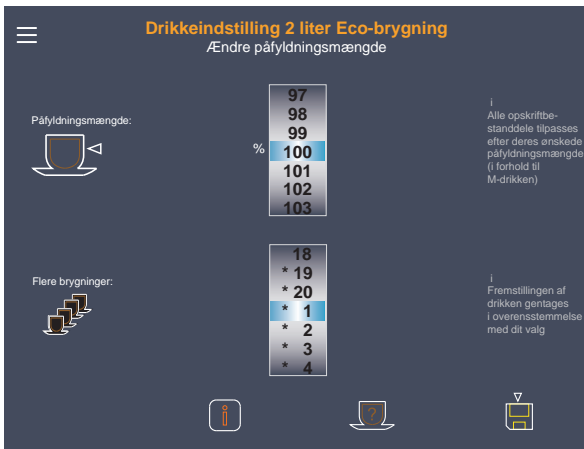 Drikkeindstilling 2 liter Eco-brygning
Ændre påfyldningsmængde
Påfyldningsmængde:
%
97
98
99
100
101
102
103
i
Alle opskriftbe-
standdele tilpasses
efter deres ønskede
påfyldningsmængde
(i forhold til
M-drikken)
Flere brygninger:
18
* 19
* 20
* 1
* 2
* 3
* 4
i
Fremstillingen af
drikken gentages
i overensstemmelse
med dit valg
i
?